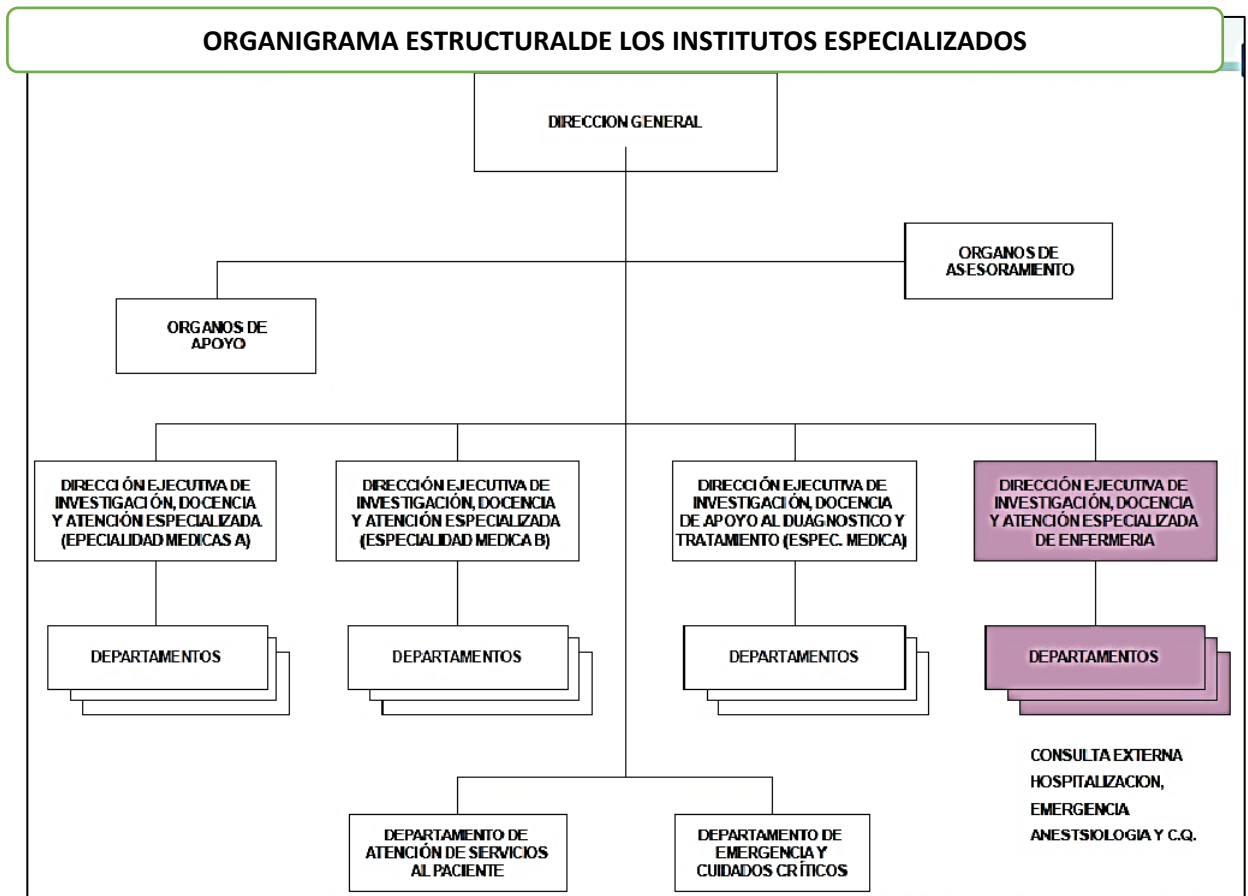 ORGANIGRAMA ESTRUCTURALDE LOS INSTITUTOS ESPECIALIZADOS
DIRECCION GENERAL
ORGANOS DE
ASESORAMIENTO
ORGANOS DE
APOYO
DIRECCIÓN EJECUTIVA DE
INVESTIGACIÓN, DOCENCIA
Y ATENCIÓN ESPECIALIZADA
(EPECIALIDAD MEDICAS A)
DIRECCIÓN EJECUTIVA DE
INVESTIGACIÓN, DOCENCIA
Y ATENCIÓN ESPECIALIZADA
(ESPECIALIDAD MEDICA B)
DIRECCIÓN EJECUTIVA DE
INVESTIGACIÓN, DOCENCIA
DE APOYO AL DUAGNOSTICO Y
TRATAMIENTO (ESPEC. MEDICA)
DIRECCIÓN EJECUTIVA DE
INVESTIGACIÓN, DOCENCIA
Y ATENCIÓN ESPECIALIZADA
DE ENFERMERIA
DEPARTAMENTOS
DEPARTAMENTOS
DEPARTAMENTOS
DEPARTAMENTOS
CONSULTA EXTERNA
HOSPITALIZACION,
EMERGENCIA
ANESTSIOLOGIA Y C.Q.
DEPARTAMENTO DE
ATENCIÓN DE SERVICIOS
AL PACIENTE
DEPARTAMENTO DE
EMERGENCIA Y
CUIDADOS CRÍTICOS